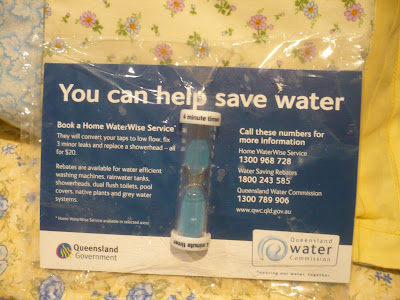 4 minute timer
You can help save water
Book a Home WaterWise Service*
They will convert your taps to low flow, fix
3 minor leaks and replace a showerhead – all
for $20.
Rebates are available for water efficient
washing machines, rainwater tanks,
showerheads, dual flush toilets, pool
covers, native plants and grey water
systems.
* Home WaterWise Service available in selected areas
Call these numbers for
more information
Home WaterWise Service
1300 968 728
Water Saving Rebates
1800 243 585
Queensland Water Commission
1300 789 906
www.qwc.qld.gov.au
4 minute timer
Queensland
Government
Queensland
water
Commission
Securing our water, together.